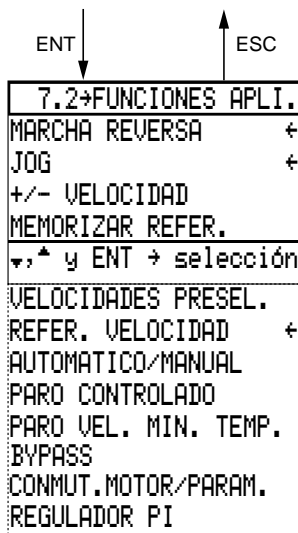 ENT ESC
7.2→FUNCIONES APLI.
MARCHA REVERSA ←
JOG ←
+/- VELOCIDAD
MEMORIZAR REFER.
▼,▲ y ENT → selección
VELOCIDADES PRESEL.
REFER. VELOCIDAD ←
AUTOMATICO/MANUAL
PARO CONTROLADO
PARO VEL. MIN. TEMP.
BYPASS
CONMUT.MOTOR/PARAM.
REGULADOR PI